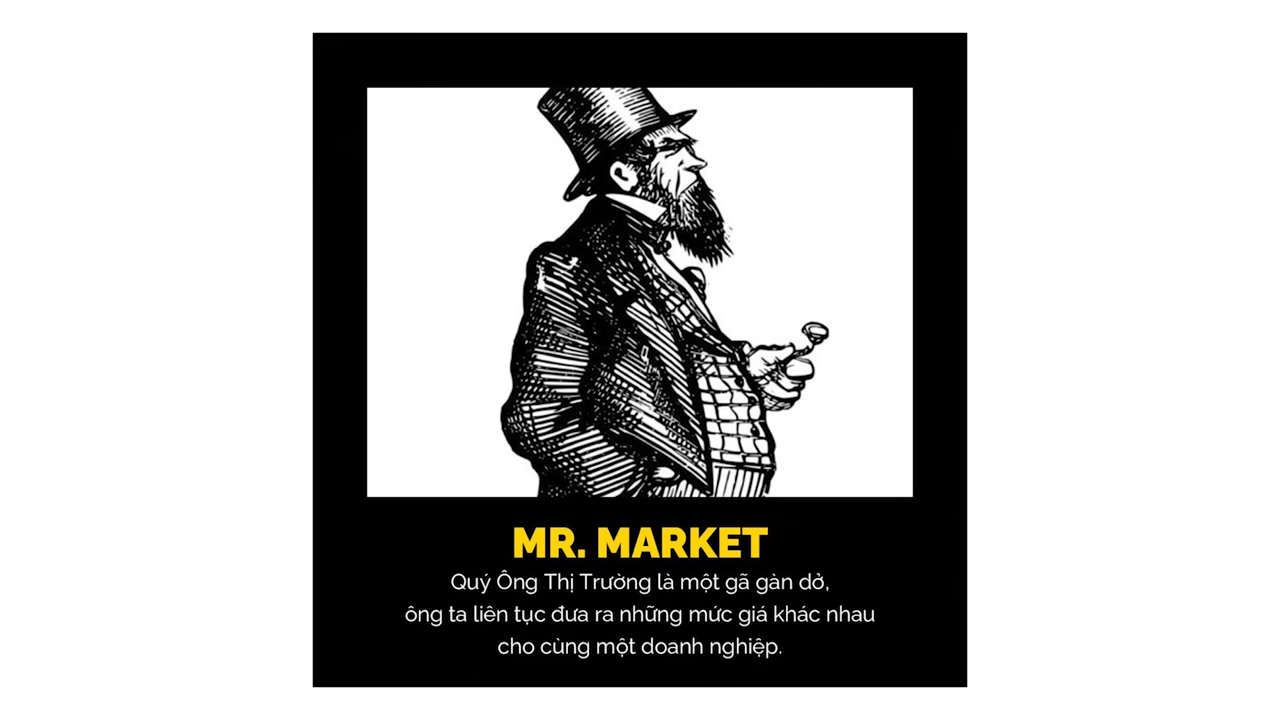 MR. MARKET
Quý Ông Thị Trường là một gã gàn dở,
ông ta liên tục đưa ra những mức giá khác nhau
cho cùng một doanh nghiệp.